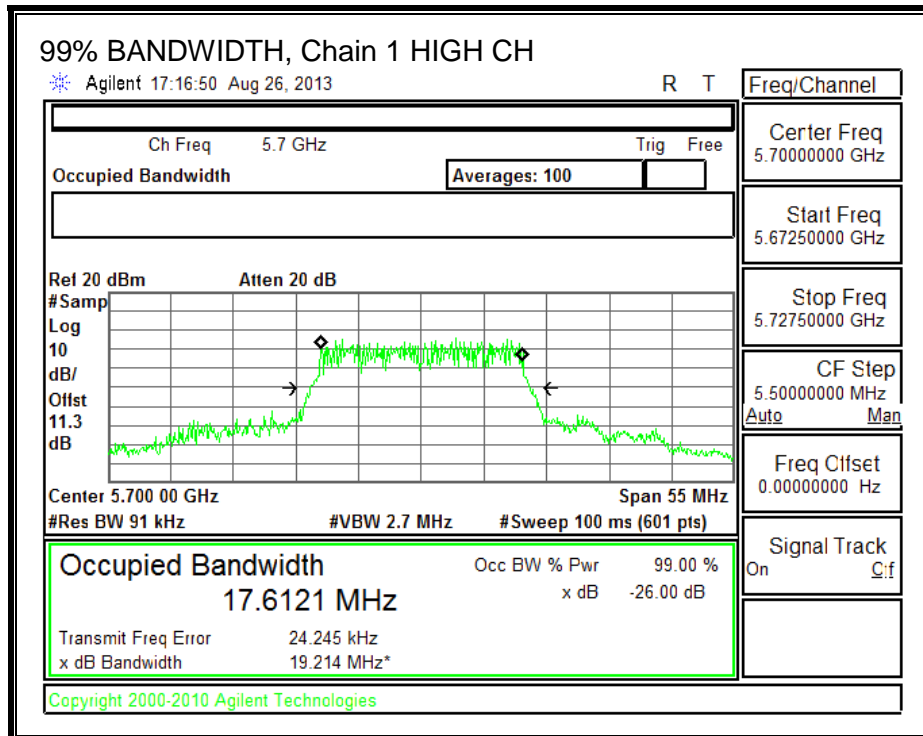 99% BANDWIDTH, Chain 1 HIGH CH
Agilent 17:16:50 Aug 26, 2013 R T
Freq/Channel
Ch Freq 5.7 GHz Trig Free
Occupied Bandwidth Averages: 100
Center Freq
5.70000000 GHz
Start Freq
5.67250000 GHz
Stop Freq
5.72750000 GHz
CF Step
5.50000000 MHz
Auto Man
Freq Offset
0.00000000 Hz
Signal Track
On Off
Ref 20 dBm Atten 20 dB
#Samp
Log
10
dB/
Offst
11.3
dB
Center 5.700 00 GHz Span 55 MHz
#Res BW 91 kHz #VBW 2.7 MHz #Sweep 100 ms (601 pts)
Occupied Bandwidth Occ BW % Pwr 99.00 %
17.6121 MHz x dB -26.00 dB
Transmit Freq Error 24.245 kHz
x dB Bandwidth 19.214 MHz*
Copyright 2000-2010 Agilent Technologies